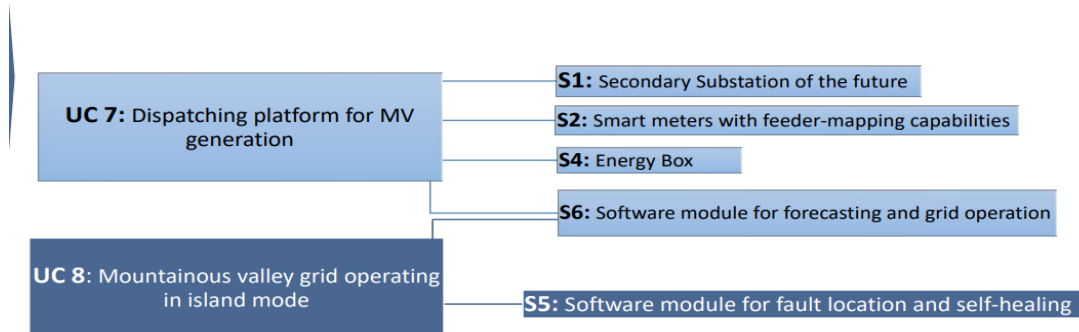 UC 7: Dispatching platform for MV
generation
S1: Secondary Substation of the future
S2: Smart meters with feeder-mapping capabilities
S4: Energy Box
S6: Software module for forecasting and grid operation
UC 8: Mountainous valley grid operating
in island mode
S5: Software module for fault location and self-healing